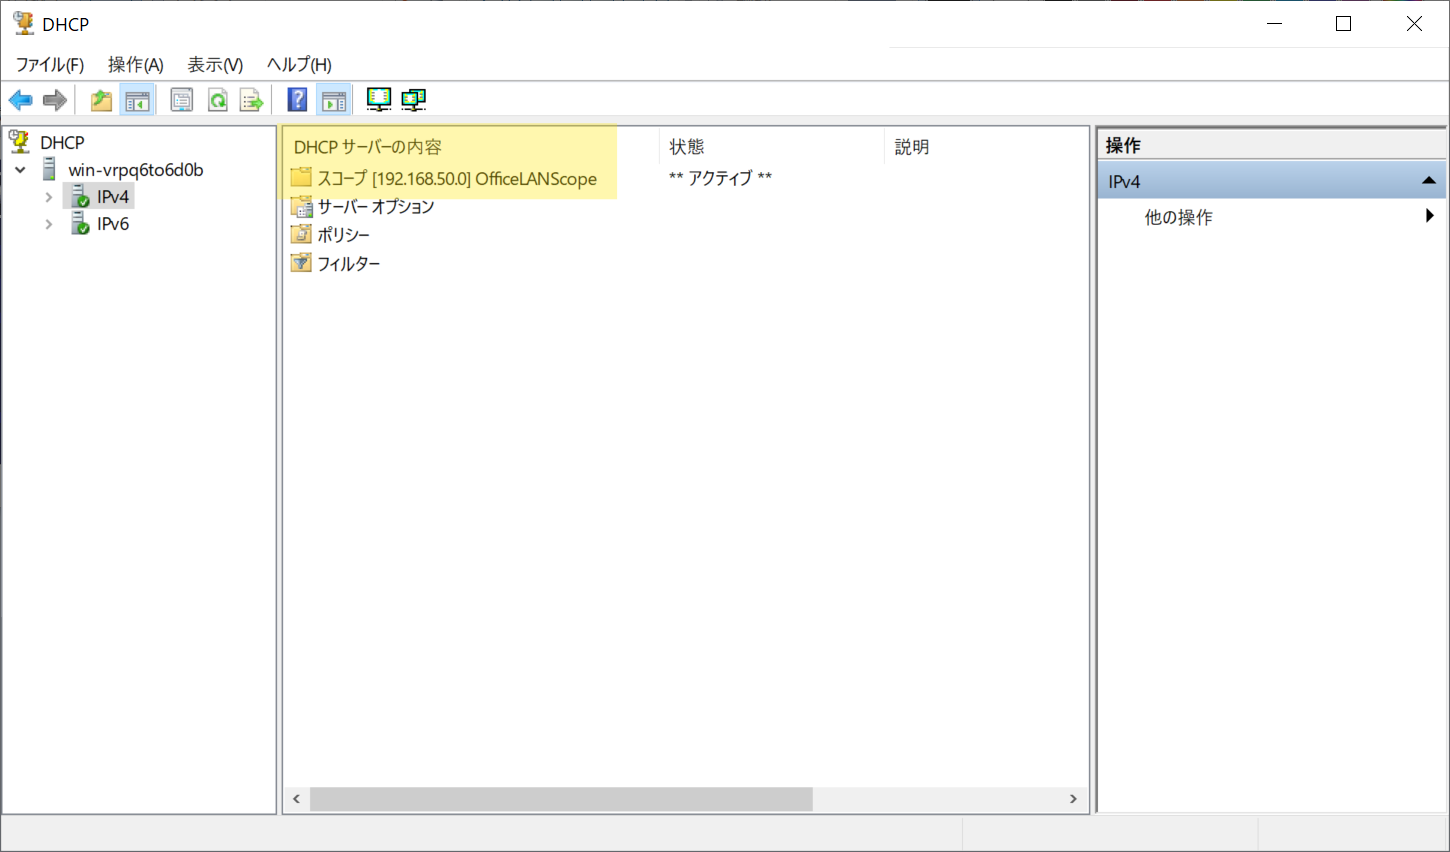 DHCP
ファイル(F) 操作(A) 表示(V) ヘルプ(H)
DHCP
win-vrpq6to6d0b
IPv4
IPv6
DHCP サーバーの内容 状態 説明
スコープ [192.168.50.0] OfficeLANScope ** アクティブ **
サーバー オプション
ポリシー
フィルター
操作
IPv4
他の操作